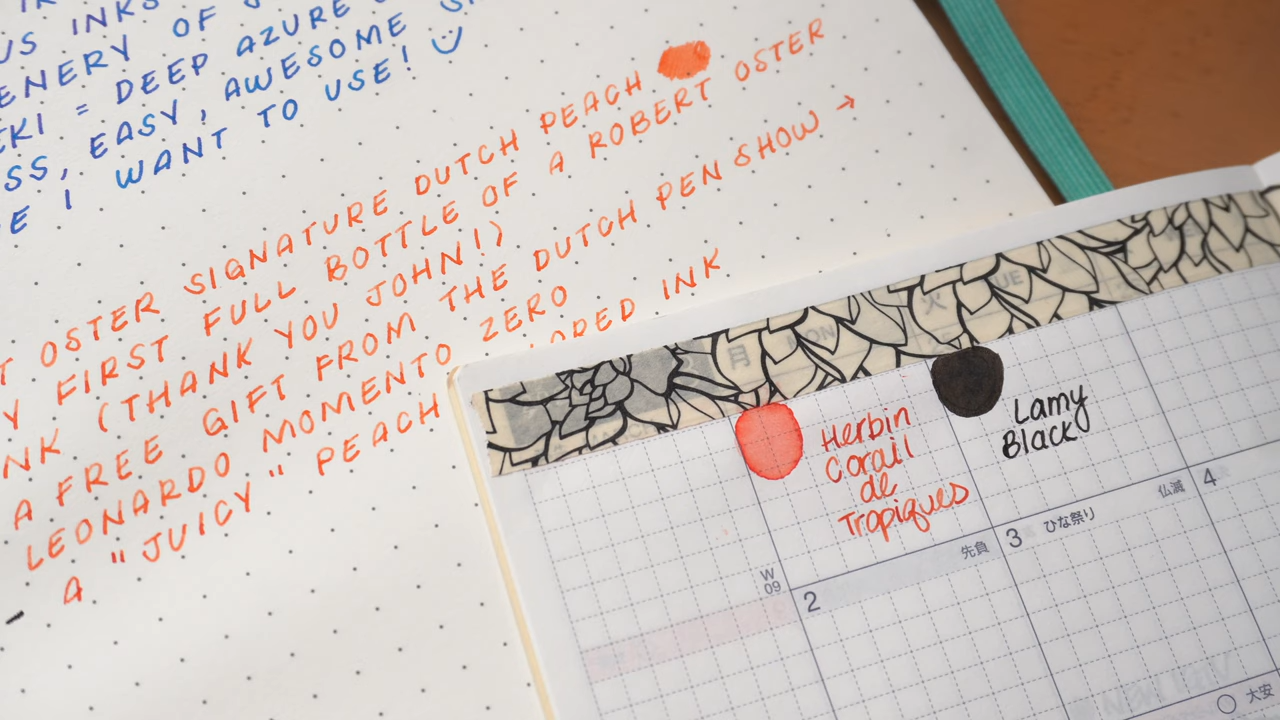 US INKS
ENERY OF
EKI = DEEP AZURE
SS, EASY, AWESOME
E I WANT TO USE! ☺
T OSTER SIGNATURE DUTCH PEACH
Y FIRST FULL BOTTLE OF A ROBERT OSTER
NK (THANK YOU JOHN!)
A FREE GIFT FROM THE DUTCH PEN SHOW →
LEONARDO MOMENTO ZERO
A "JUICY" PEACH INK
Herbin
Corail
de
Tropiques
Lamy
Black
月 MON
火 TUE
W
09
2 先負
3 ひな祭り 仏滅
4
大安